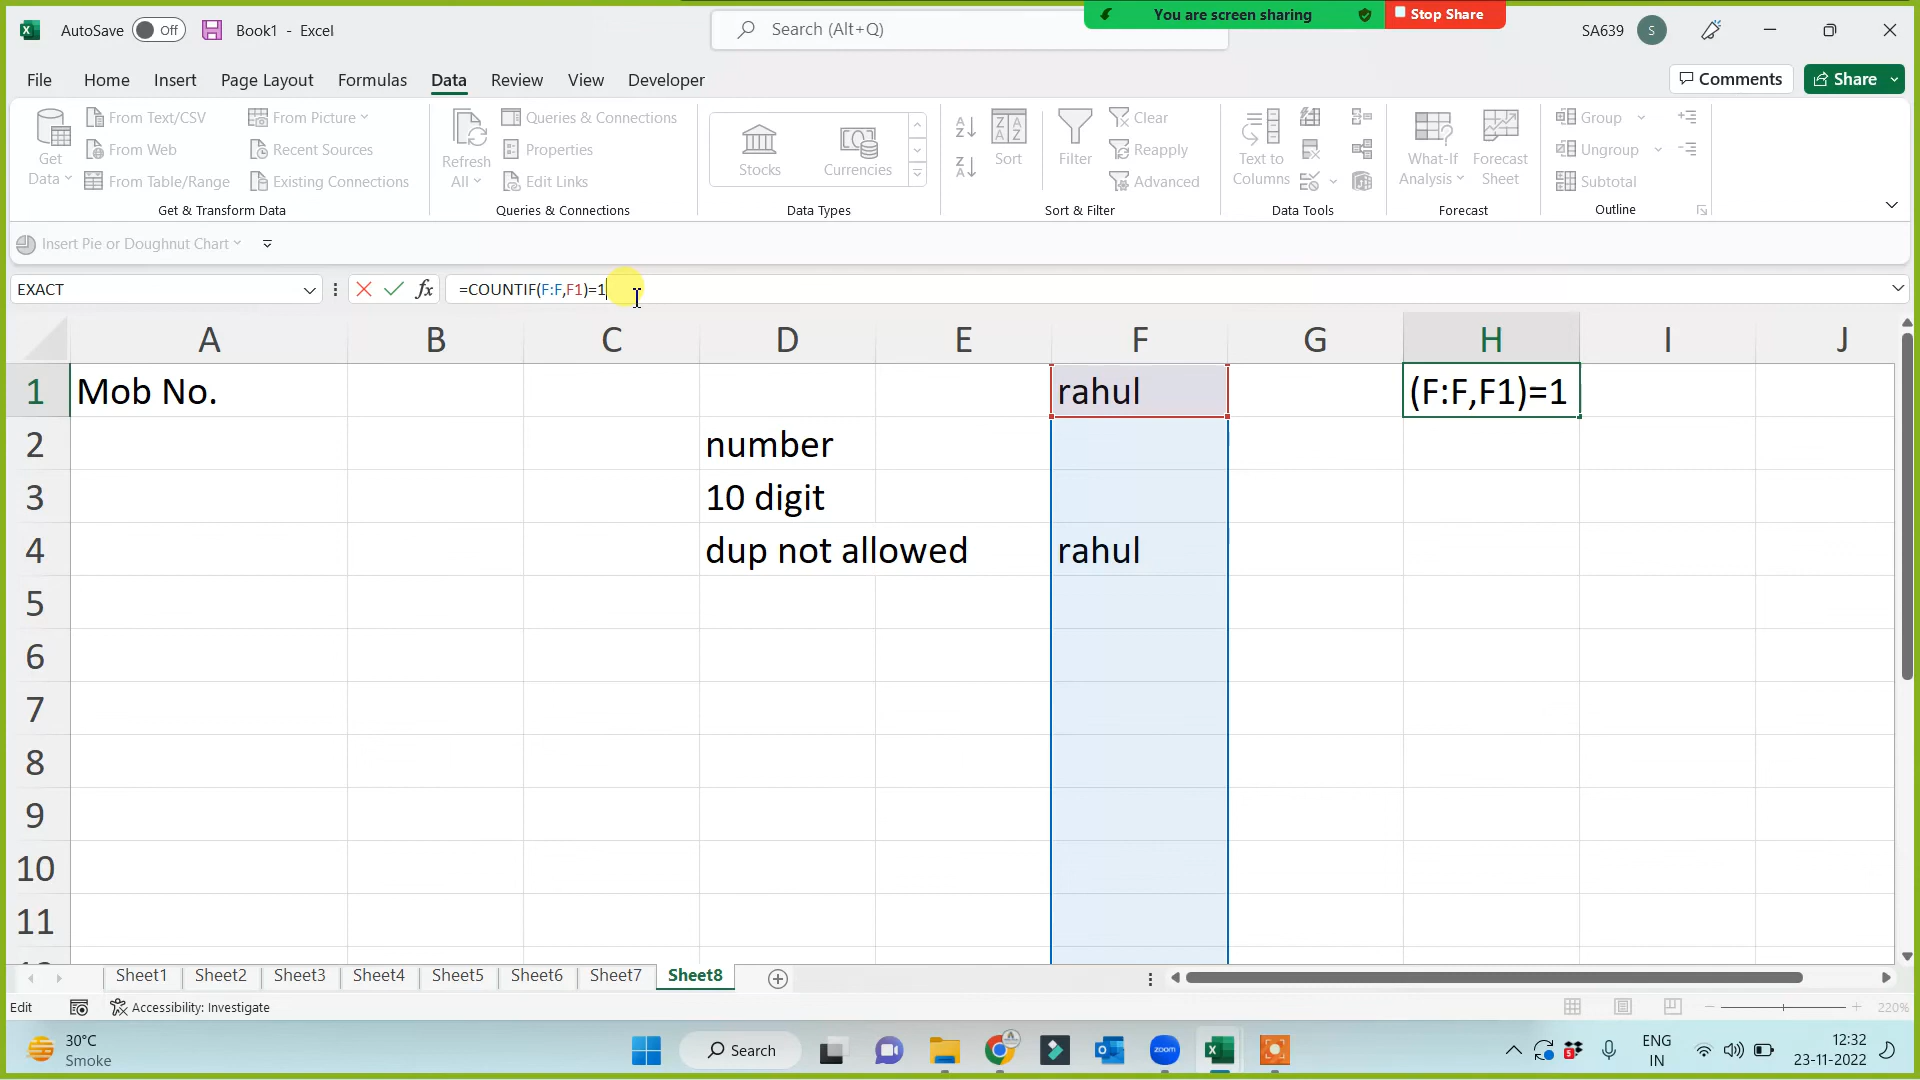 AutoSave Off Book1 - Excel Search (Alt+Q) You are screen sharing Stop Share SA639 S
File Home Insert Page Layout Formulas Data Review View Developer Comments Share
Get Data From Text/CSV From Web From Table/Range From Picture Recent Sources Existing Connections
Get & Transform Data
Refresh All Queries & Connections Properties Edit Links
Queries & Connections
Stocks Currencies
Data Types
Sort Filter Clear Reapply Advanced
Sort & Filter
Text to Columns
Data Tools
What-If Analysis Forecast Sheet
Forecast
Group Ungroup Subtotal
Outline
Insert Pie or Doughnut Chart
EXACT fx =COUNTIF(F:F,F1)=1
A B C D E F G H I J
1 Mob No. rahul (F:F,F1)=1
2 number
3 10 digit
4 dup not allowed rahul
5
6
7
8
9
10
11
Sheet1 Sheet2 Sheet3 Sheet4 Sheet5 Sheet6 Sheet7 Sheet8
Edit Accessibility: Investigate 220%
30°C
Smoke
Search
zoom
ENG
IN
12:32
23-11-2022